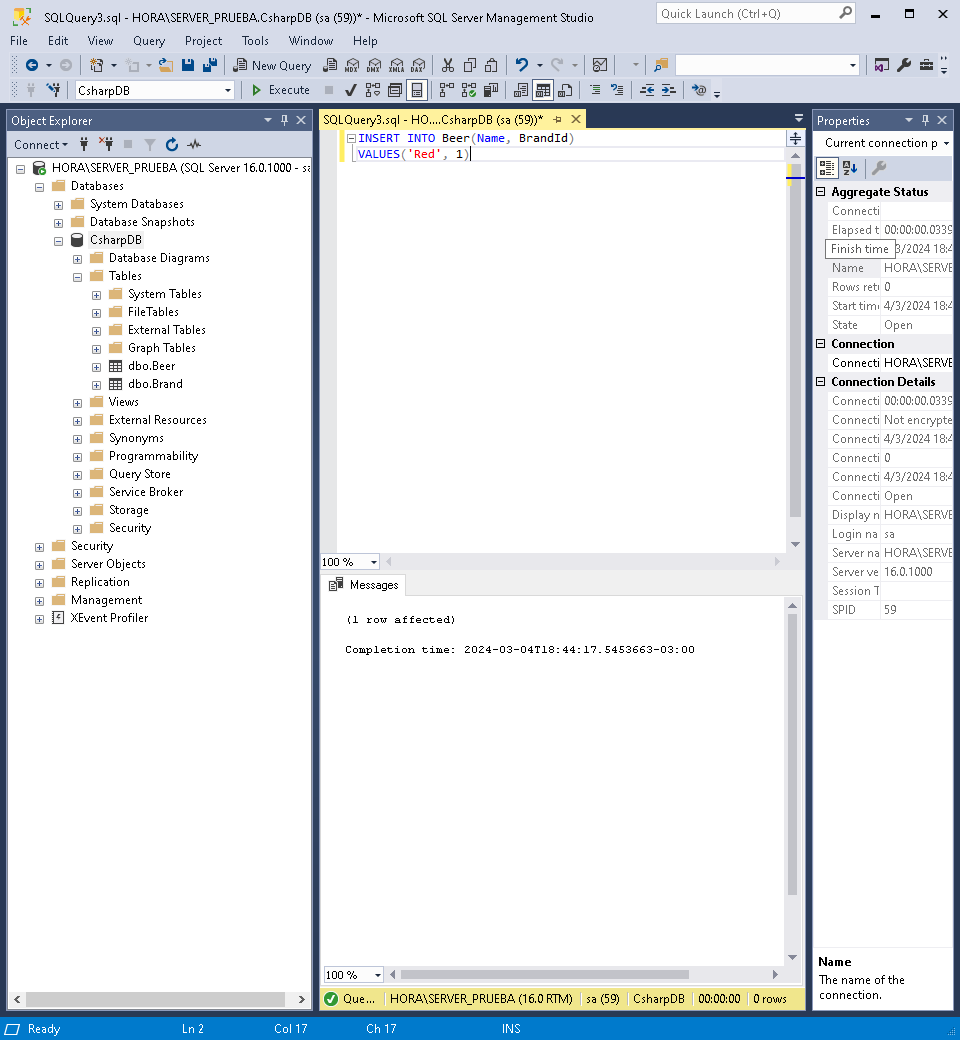 SQLQuery3.sql - HORA\SERVER_PRUEBA.CsharpDB (sa (59))* - Microsoft SQL Server Management Studio
Quick Launch (Ctrl+Q)
File Edit View Query Project Tools Window Help
New Query MDX DMX XMLA DAX
CsharpDB Execute
Object Explorer
Connect
HORA\SERVER_PRUEBA (SQL Server 16.0.1000 - sa
Databases
System Databases
Database Snapshots
CsharpDB
Database Diagrams
Tables
System Tables
FileTables
External Tables
Graph Tables
dbo.Beer
dbo.Brand
Views
External Resources
Synonyms
Programmability
Query Store
Service Broker
Storage
Security
Security
Server Objects
Replication
Management
XEvent Profiler
SQLQuery3.sql - HO....CsharpDB (sa (59))*
INSERT INTO Beer(Name, BrandId)
VALUES('Red', 1)
100 %
Messages
(1 row affected)
Completion time: 2024-03-04T18:44:17.5453663-03:00
100 %
Que... HORA\SERVER_PRUEBA (16.0 RTM) sa (59) CsharpDB 00:00:00 0 rows
Properties
Current connection p
Aggregate Status
Connecti
Elapsed t 00:00:00.0339
Finish time 3/2024 18:4
Name HORA\SERVE
Rows retu 0
Start time 4/3/2024 18:4
State Open
Connection
Connecti HORA\SERVE
Connection Details
Connecti 00:00:00.0339
Connecti Not encrypte
Connecti 4/3/2024 18:4
Connecti 0
Connecti 4/3/2024 18:4
Connecti Open
Display n HORA\SERVE
Login na sa
Server na HORA\SERVE
Server ve 16.0.1000
Session T
SPID 59
Name
The name of the
connection.
Ready Ln 2 Col 17 Ch 17 INS